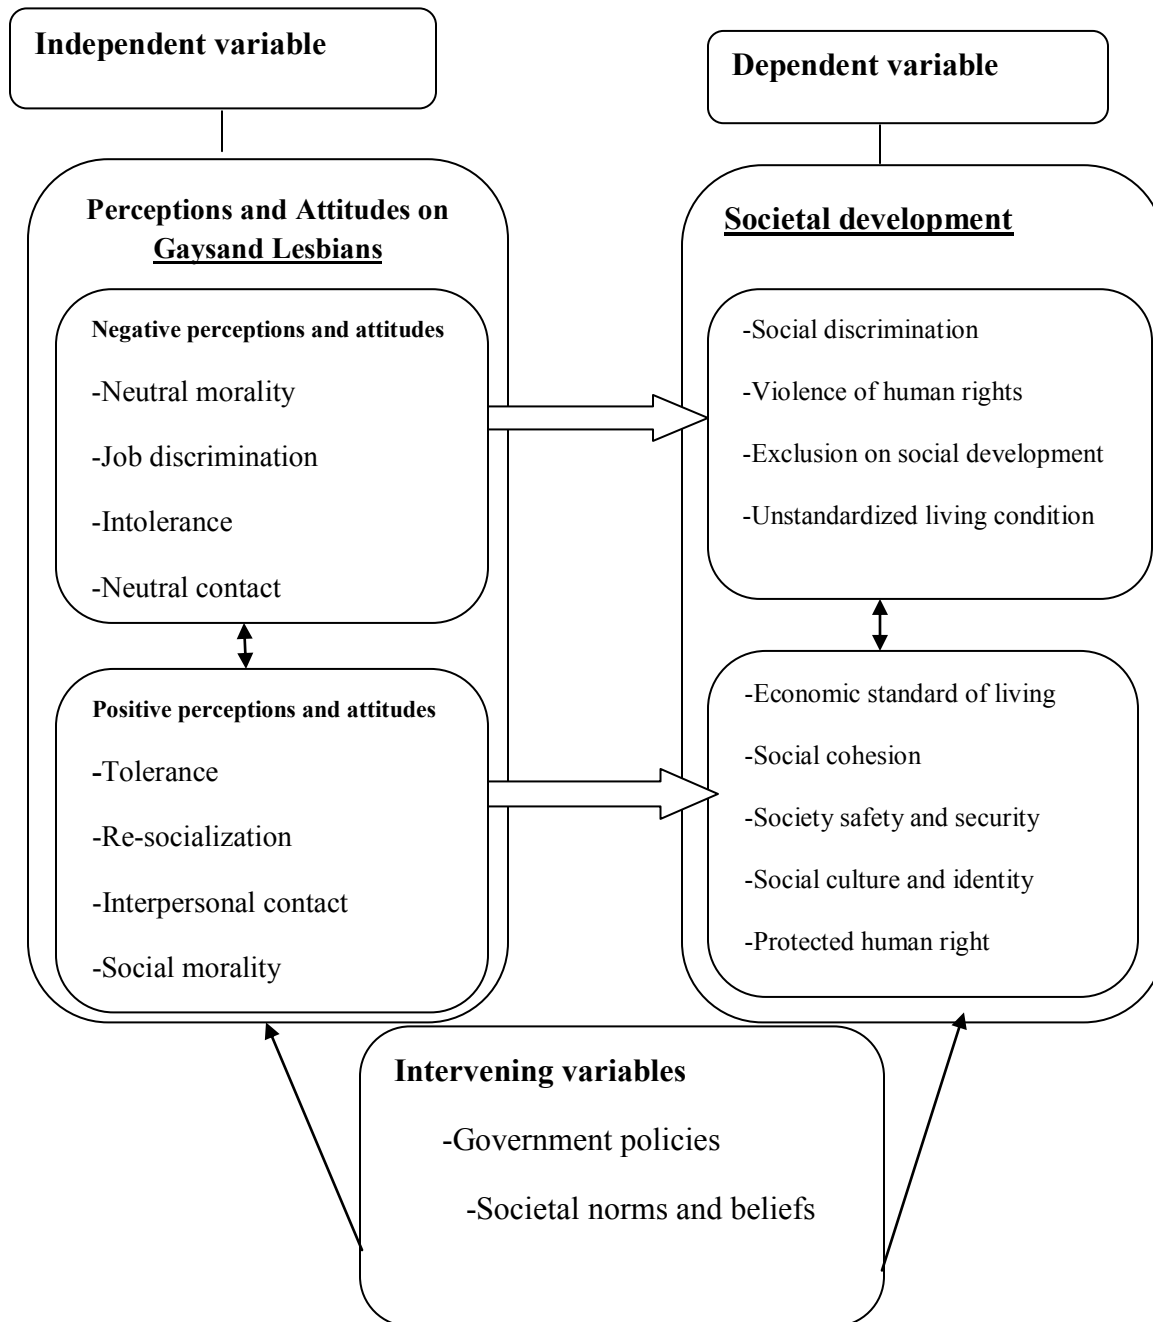 Independent variable
Dependent variable
Perceptions and Attitudes on
Gaysand Lesbians
Negative perceptions and attitudes
-Neutral morality
-Job discrimination
-Intolerance
-Neutral contact
Positive perceptions and attitudes
-Tolerance
-Re-socialization
-Interpersonal contact
-Social morality
Societal development
-Social discrimination
-Violence of human rights
-Exclusion on social development
-Unstandardized living condition
-Economic standard of living
-Social cohesion
-Society safety and security
-Social culture and identity
-Protected human right
Intervening variables
-Government policies
-Societal norms and beliefs